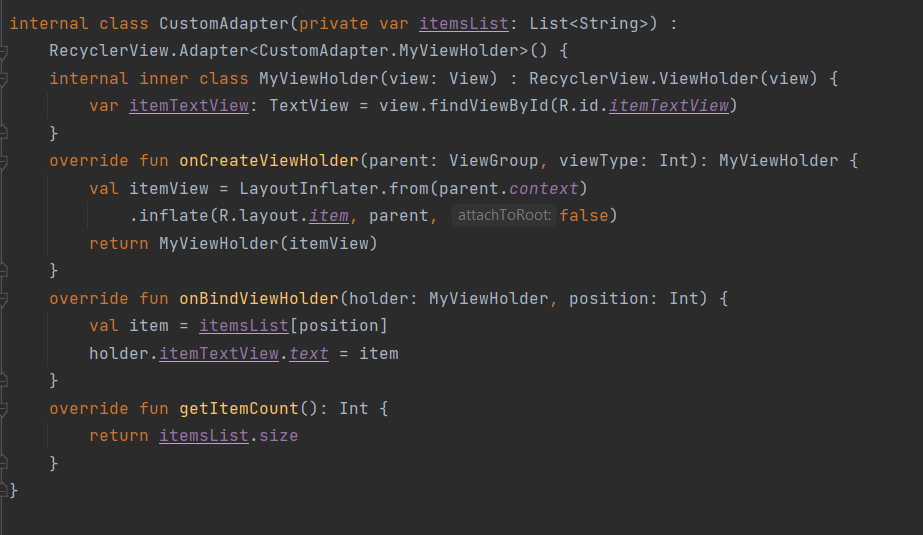 internal class CustomAdapter(private var itemsList: List<String>) :
    RecyclerView.Adapter<CustomAdapter.MyViewHolder>() {
    internal inner class MyViewHolder(view: View) : RecyclerView.ViewHolder(view) {
        var itemTextView: TextView = view.findViewById(R.id.itemTextView)
    }
    override fun onCreateViewHolder(parent: ViewGroup, viewType: Int): MyViewHolder {
        val itemView = LayoutInflater.from(parent.context)
            .inflate(R.layout.item, parent, attachToRoot: false)
        return MyViewHolder(itemView)
    }
    override fun onBindViewHolder(holder: MyViewHolder, position: Int) {
        val item = itemsList[position]
        holder.itemTextView.text = item
    }
    override fun getItemCount(): Int {
        return itemsList.size
    }
}